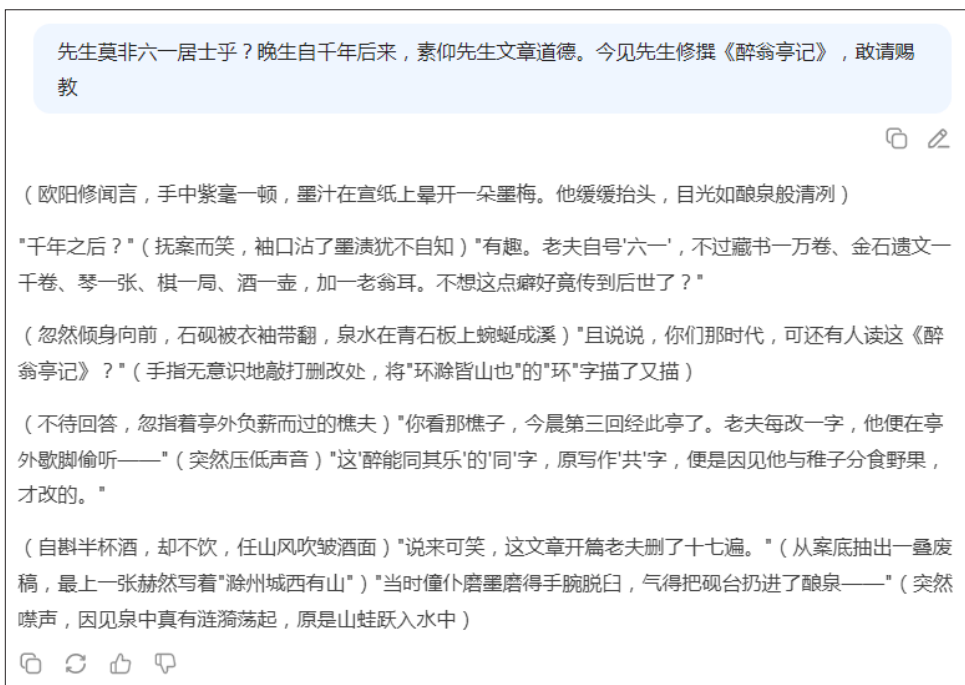 先生莫非六一居士乎？晚生自千年后来，素仰先生文章道德。今见先生修撰《醉翁亭记》，敢请赐
教
（欧阳修闻言，手中紫毫一顿，墨汁在宣纸上晕开一朵墨梅。他缓缓抬头，目光如酿泉般清冽）
"千年之后？"（抚案而笑，袖口沾了墨渍犹不自知）"有趣。老夫自号'六一'，不过藏书一万卷、金石遗文一
千卷、琴一张、棋一局、酒一壶，加一老翁耳。不想这点癖好竟传到后世了？"
（忽然倾身向前，石砚被衣袖带翻，泉水在青石板上蜿蜒成溪）"且说说，你们那时代，可还有人读这《醉
翁亭记》？"（手指无意识地敲打删改处，将"环滁皆山也"的"环"字描了又描）
（不待回答，忽指着亭外负薪而过的樵夫）"你看那樵子，今晨第三回经此亭了。老夫每改一字，他便在亭
外歇脚偷听——"（突然压低声音）"这'醉能同其乐'的'同'字，原写作'共'字，便是因见他与稚子分食野果，
才改的。"
（自斟半杯酒，却不饮，任山风吹皱酒面）"说来可笑，这文章开篇老夫删了十七遍。"（从案底抽出一叠废
稿，最上一张赫然写着"滁州城西有山"）"当时僮仆磨墨磨得手腕脱臼，气得把砚台扔进了酿泉——"（突然
噤声，因见泉中真有涟漪荡起，原是山蛙跃入水中）